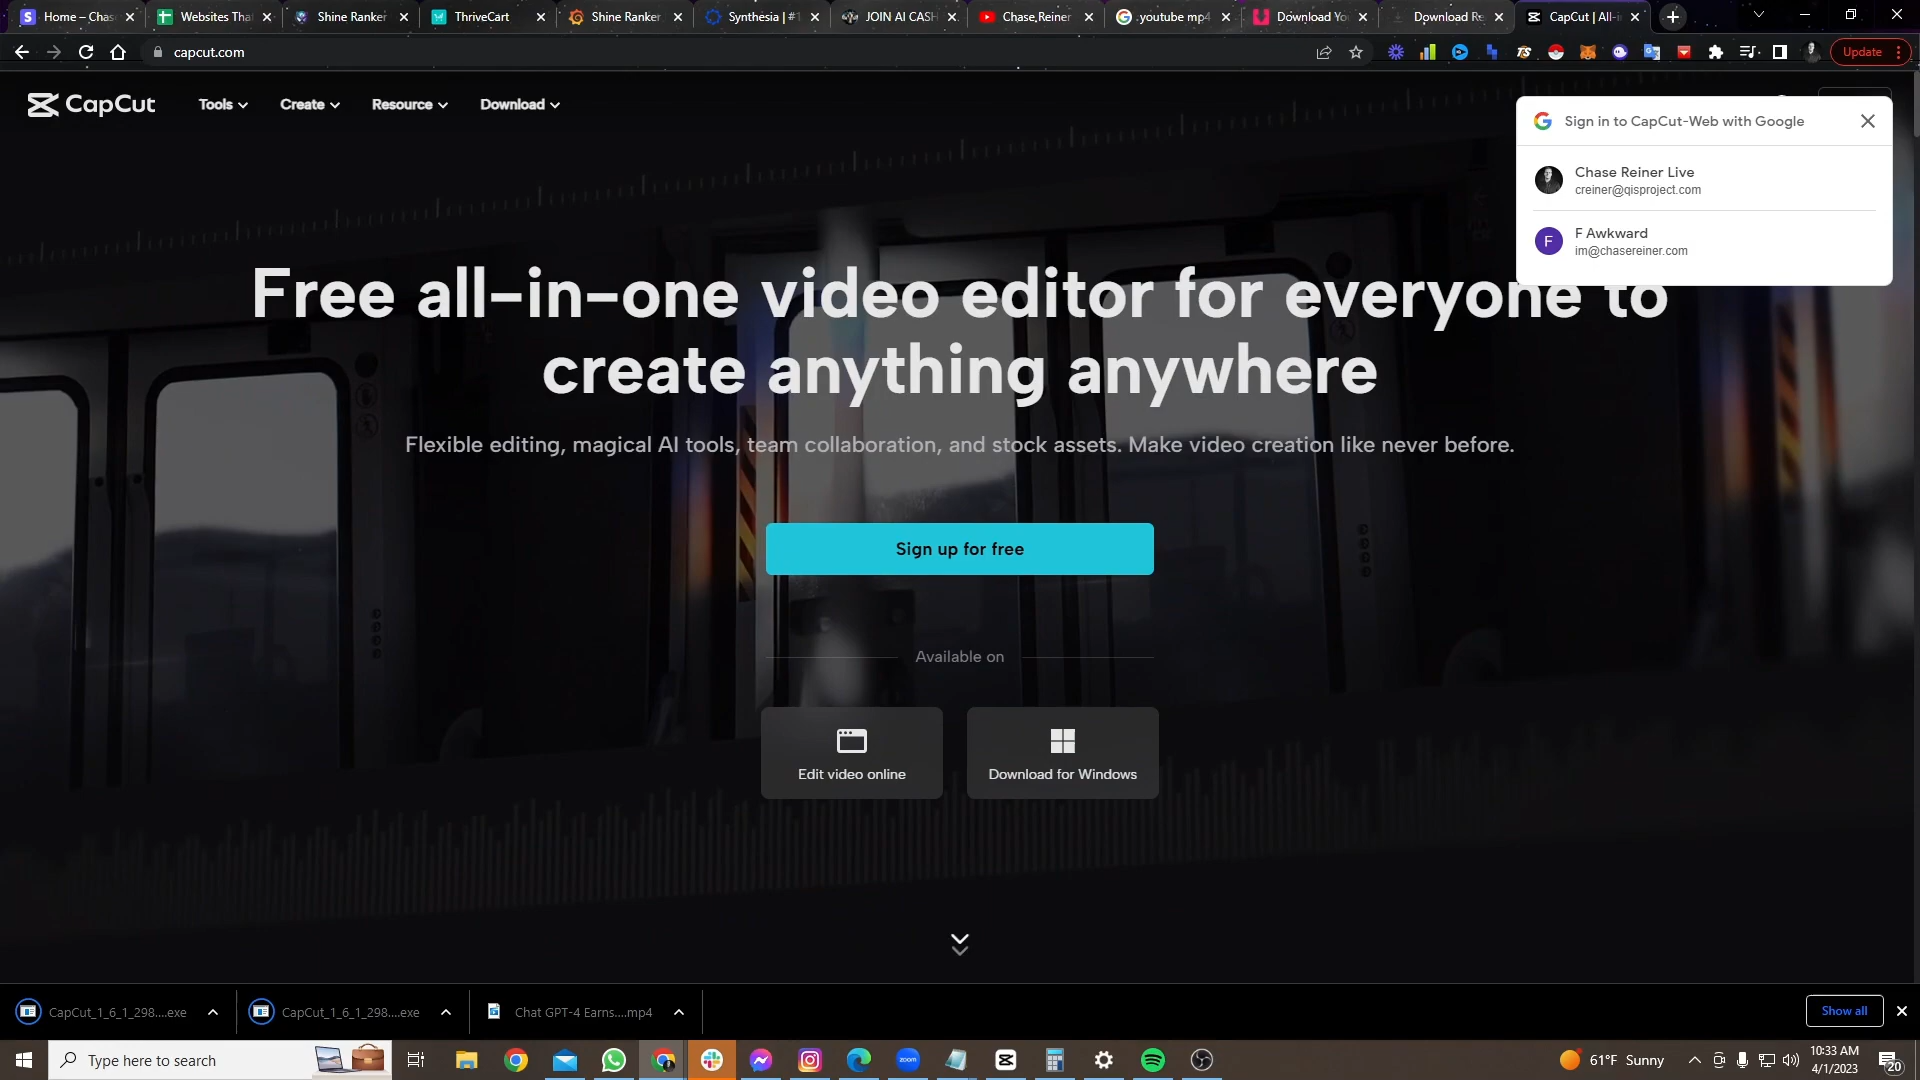 Home – Chas
Websites Tha
Shine Ranker
ThriveCart
Shine Ranker
Synthesia | #1
JOIN AI CASH
Chase,Reiner
.youtube mp4
Download Yo
Download Re
CapCut | All-i
capcut.com
Update
CapCut
Tools
Create
Resource
Download
Sign in to CapCut-Web with Google
Chase Reiner Live
creiner@qisproject.com
F
F Awkward
im@chasereiner.com
Free all-in-one video editor for everyone to
create anything anywhere
Flexible editing, magical AI tools, team collaboration, and stock assets. Make video creation like never before.
Sign up for free
Available on
Edit video online
Download for Windows
CapCut_1_6_1_298....exe
CapCut_1_6_1_298....exe
Chat GPT-4 Earns....mp4
Show all
Type here to search
zoom
61°F Sunny
10:33 AM
4/1/2023
20